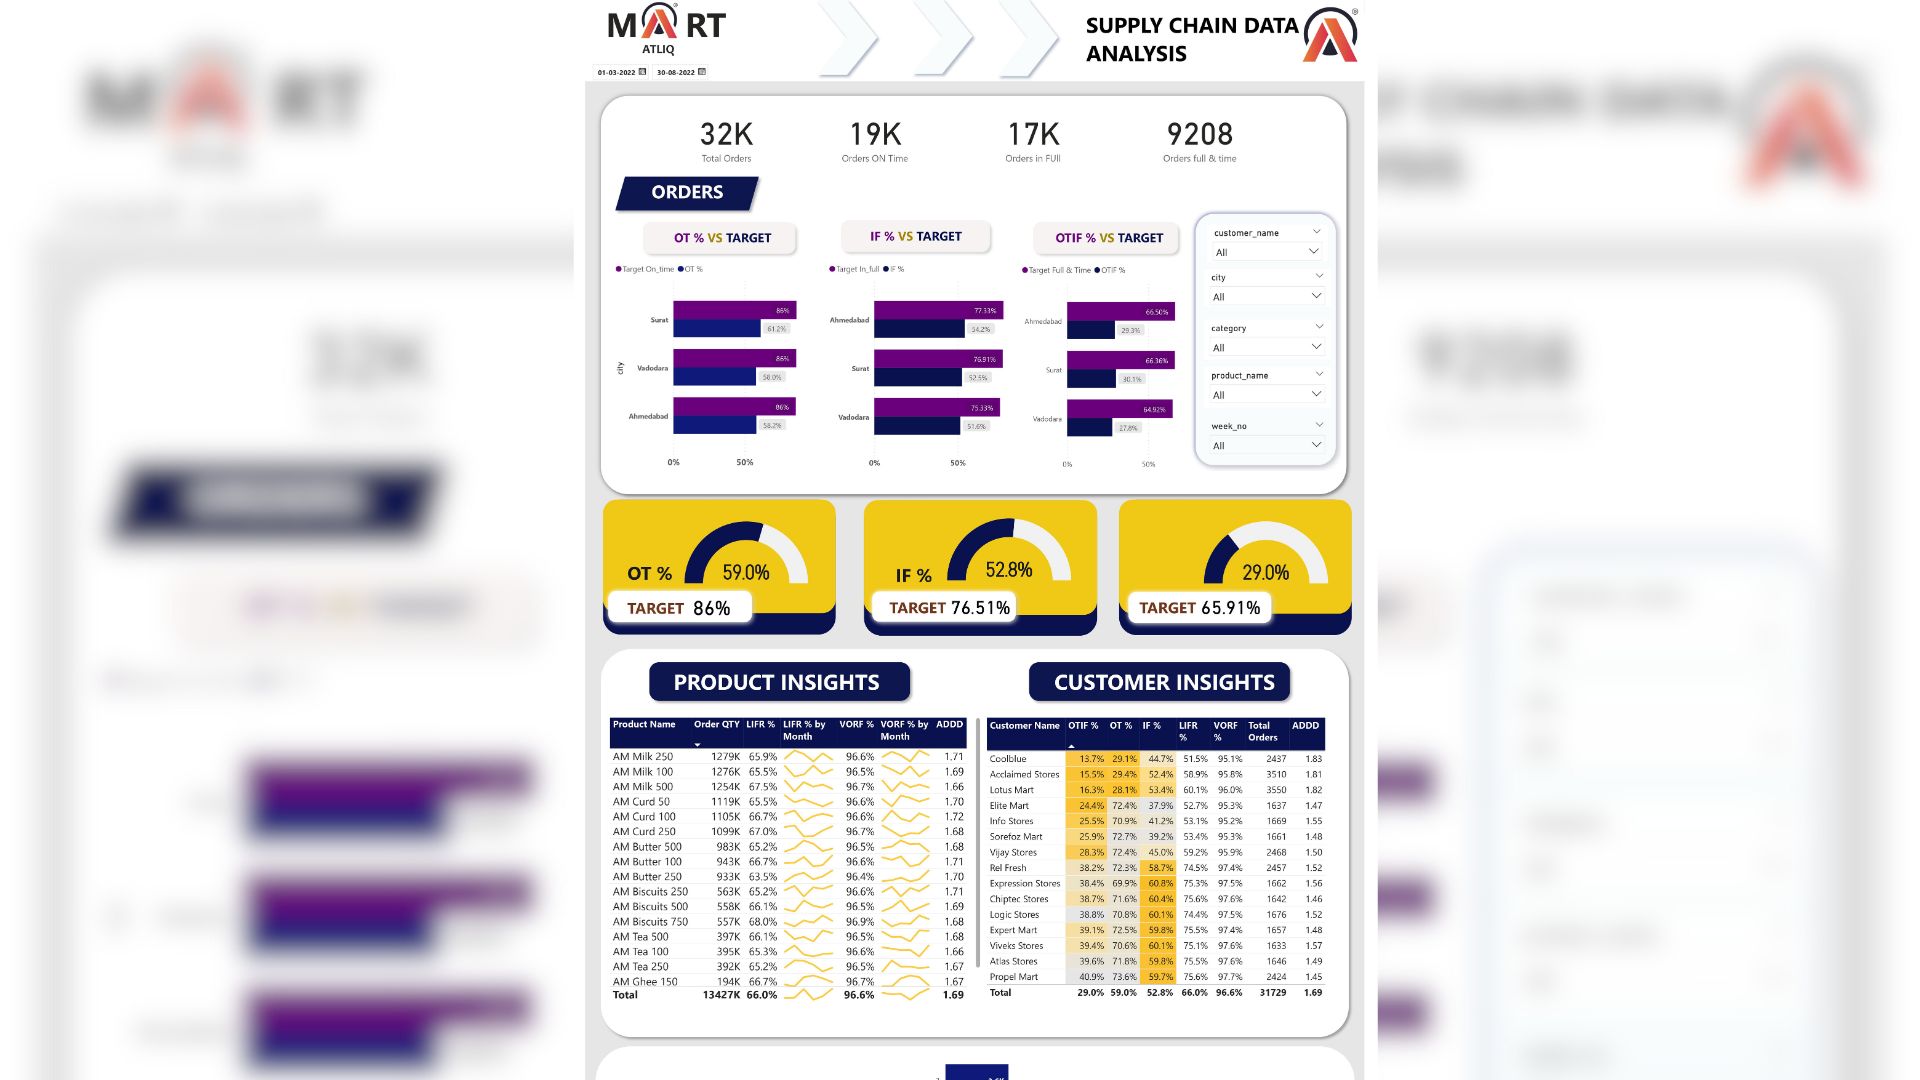 MART
ATLIQ
SUPPLY CHAIN DATA
ANALYSIS
01-03-2022 30-08-2022
32K 19K 17K 9208
Total Orders Orders ON Time Orders in FUll Orders full & time
ORDERS
OT % VS TARGET IF % VS TARGET OTIF % VS TARGET
Target On_time OT %
city
Surat 86% 61.2%
Vadodara 86% 58.0%
Ahmedabad 86% 58.2%
0% 50%
Target In_full IF %
Ahmedabad 77.33% 54.2%
Surat 76.91% 52.5%
Vadodara 75.33% 51.6%
0% 50%
Target Full & Time OTIF %
Ahmedabad 66.50% 29.3%
Surat 66.36% 30.1%
Vadodara 64.92% 27.8%
0% 50%
customer_name
All
city
All
category
All
product_name
All
week_no
All
OT % 59.0%
TARGET 86%
IF % 52.8%
TARGET 76.51%
29.0%
TARGET 65.91%
PRODUCT INSIGHTS
Product Name Order QTY LIFR % LIFR % by Month VORF % VORF % by Month ADDD
AM Milk 250 1279K 65.9% 96.6% 1.71
AM Milk 100 1276K 65.5% 96.5% 1.69
AM Milk 500 1254K 67.5% 96.7% 1.66
AM Curd 50 1119K 65.5% 96.6% 1.70
AM Curd 100 1105K 66.7% 96.6% 1.72
AM Curd 250 1099K 67.0% 96.7% 1.68
AM Butter 500 983K 65.2% 96.5% 1.68
AM Butter 100 943K 66.7% 96.6% 1.71
AM Butter 250 933K 63.5% 96.4% 1.70
AM Biscuits 250 563K 65.2% 96.6% 1.71
AM Biscuits 500 558K 66.1% 96.5% 1.69
AM Biscuits 750 557K 68.0% 96.9% 1.68
AM Tea 500 397K 66.1% 96.5% 1.68
AM Tea 100 395K 65.3% 96.6% 1.66
AM Tea 250 392K 65.2% 96.5% 1.67
AM Ghee 150 194K 66.7% 96.7% 1.67
Total 13427K 66.0% 96.6% 1.69
CUSTOMER INSIGHTS
Customer Name OTIF % OT % IF % LIFR % VORF % Total Orders ADDD
Coolblue 13.7% 29.1% 44.7% 51.5% 95.1% 2437 1.83
Acclaimed Stores 15.5% 29.4% 52.4% 58.9% 95.8% 3510 1.81
Lotus Mart 16.3% 28.1% 53.4% 60.1% 96.0% 3550 1.82
Elite Mart 24.4% 72.4% 37.9% 52.7% 95.3% 1637 1.47
Info Stores 25.5% 70.9% 41.2% 53.1% 95.2% 1669 1.55
Sorefoz Mart 25.9% 72.7% 39.2% 53.4% 95.3% 1661 1.48
Vijay Stores 28.3% 72.4% 45.0% 59.2% 95.9% 2468 1.50
Rel Fresh 38.2% 72.3% 58.7% 74.5% 97.4% 2457 1.52
Expression Stores 38.4% 69.9% 60.8% 75.3% 97.5% 1662 1.56
Chiptec Stores 38.7% 71.6% 60.4% 75.6% 97.6% 1642 1.46
Logic Stores 38.8% 70.8% 60.1% 74.4% 97.5% 1676 1.52
Expert Mart 39.1% 72.5% 59.8% 75.5% 97.4% 1657 1.48
Viveks Stores 39.4% 70.6% 60.1% 75.1% 97.6% 1633 1.57
Atlas Stores 39.6% 71.8% 59.8% 75.5% 97.6% 1646 1.49
Propel Mart 40.9% 73.6% 59.7% 75.6% 97.7% 2424 1.45
Total 29.0% 59.0% 52.8% 66.0% 96.6% 31729 1.69